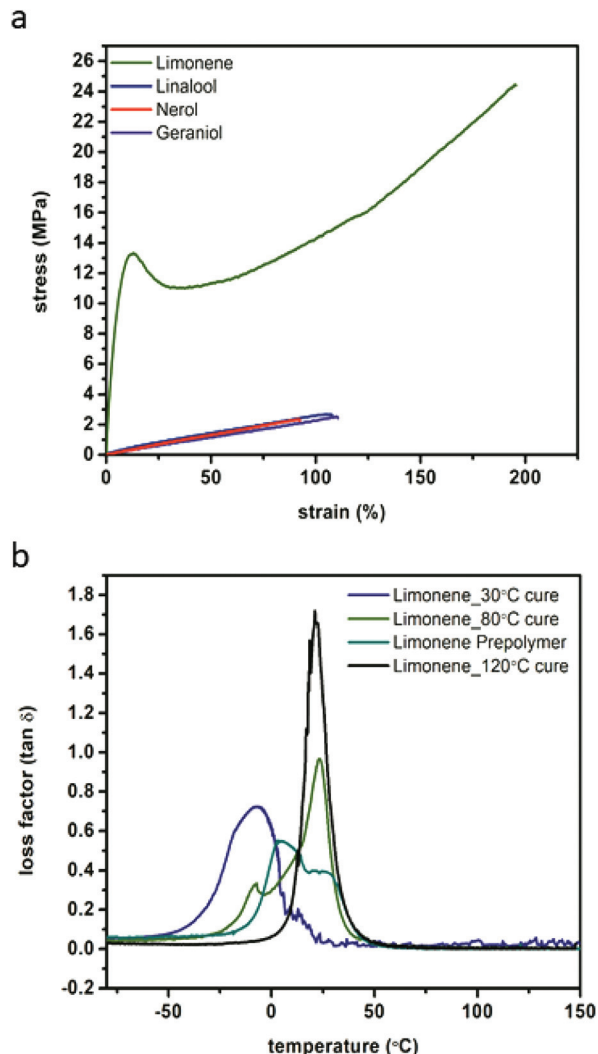 a
Limonene
Linalool
Nerol
Geraniol
stress (MPa)
26
24
22
20
18
16
14
12
10
8
6
4
2
0
0 50 100 150 200
strain (%)
b
Limonene_30°C cure
Limonene_80°C cure
Limonene Prepolymer
Limonene_120°C cure
loss factor (tan δ)
1.8
1.6
1.4
1.2
1.0
0.8
0.6
0.4
0.2
0.0
-0.2
-50 0 50 100 150
temperature (°C)